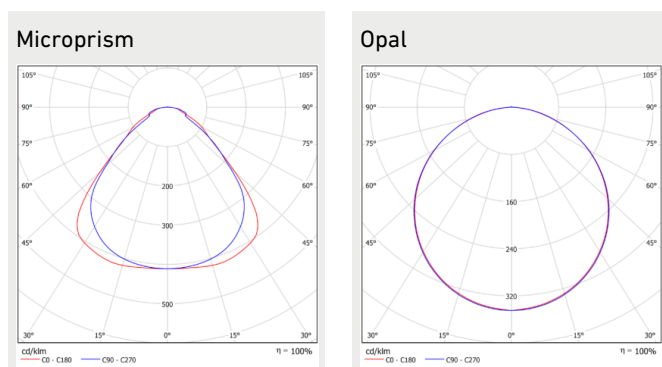 Microprism
105° 105°
90° 90°
75° 75°
60° 200 60°
300
45° 45°
500
30° 15° 0° 15° 30°
cd/klm η = 100%
C0 - C180 C90 - C270
Opal
105° 105°
90° 90°
75° 75°
60° 60°
160
45° 240 45°
320
30° 15° 0° 15° 30°
cd/klm η = 100%
C0 - C180 C90 - C270